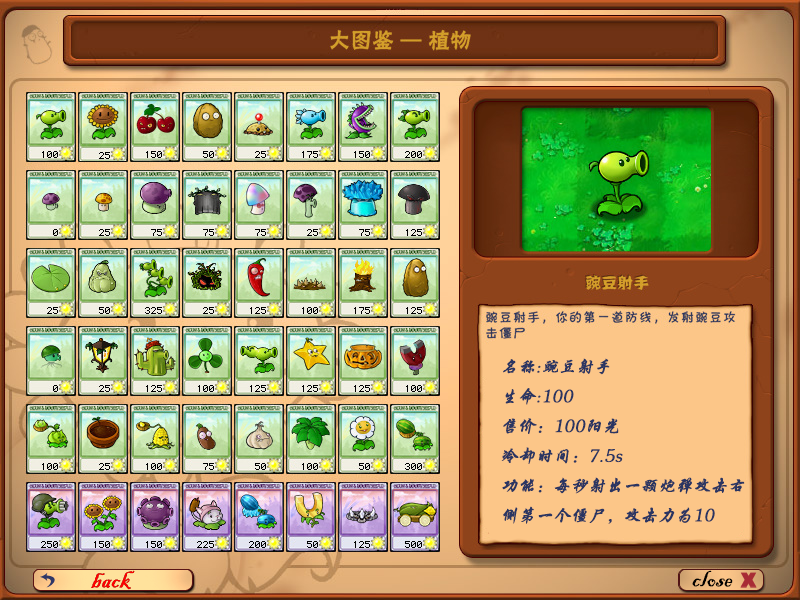 大图鉴 — 植物
100 25 150 50 25 175 150 200
0 25 75 75 75 25 75 125
25 50 325 25 125 100 175 125
0 25 125 100 125 125 125 100
100 25 100 75 50 100 50 300
250 150 150 225 200 50 125 500
豌豆射手
豌豆射手，你的第一道防线，发射豌豆攻
击僵尸
名称:豌豆射手
生命:100
售价：100阳光
冷却时间：7.5s
功能：每秒射出一颗炮弹攻击右
侧第一个僵尸，攻击力为10
back
close X